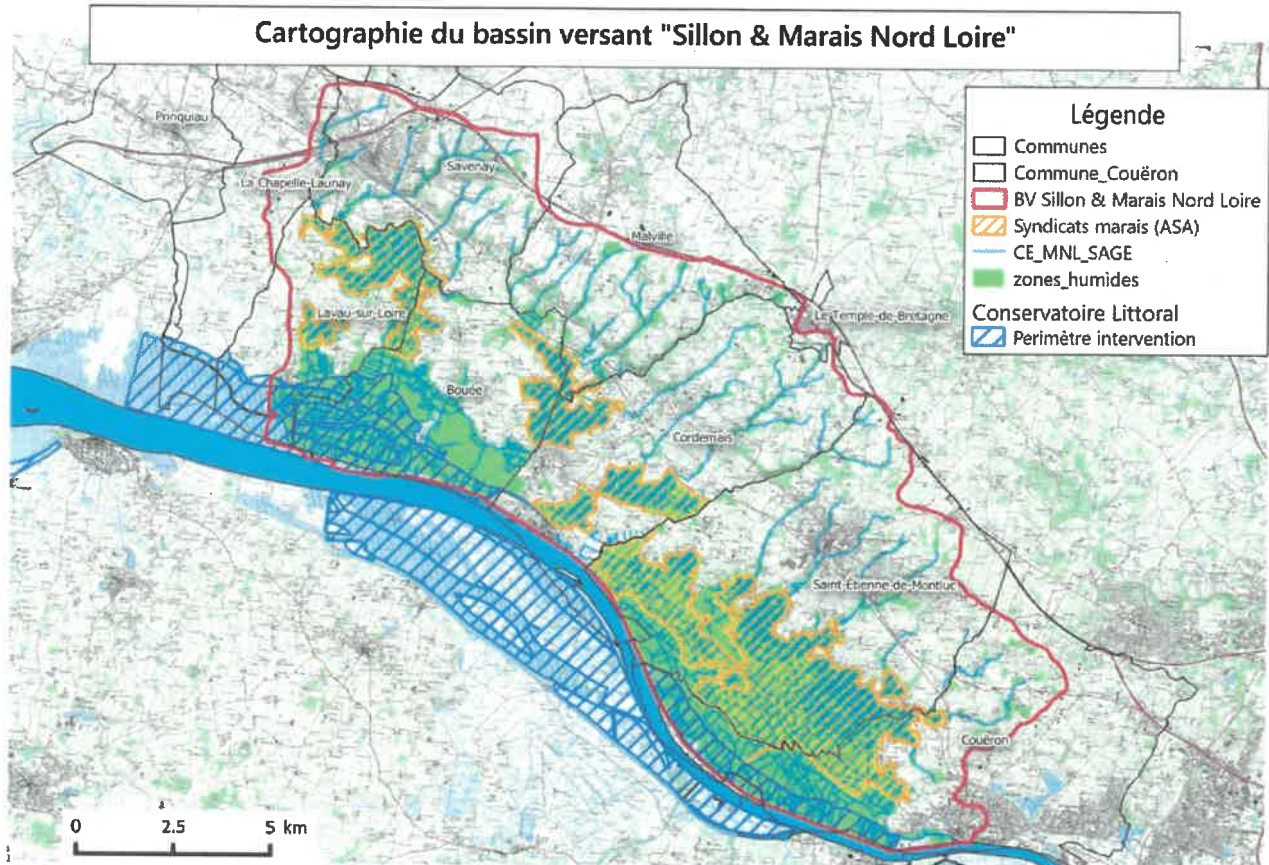 Cartographie du bassin versant "Sillon & Marais Nord Loire"
Légende
Communes
Commune_Couëron
BV Sillon & Marais Nord Loire
Syndicats marais (ASA)
CE_MNL_SAGE
zones_humides
Conservatoire Littoral
Perimètre intervention
Prinquiau
La Chapelle-Launay
Savenay
Malville
Le Temple-de-Bretagne
Lavau-sur-Loire
Bouée
Cordemais
Saint-Etienne-de-Montluc
Couëron
0 2.5 5 km